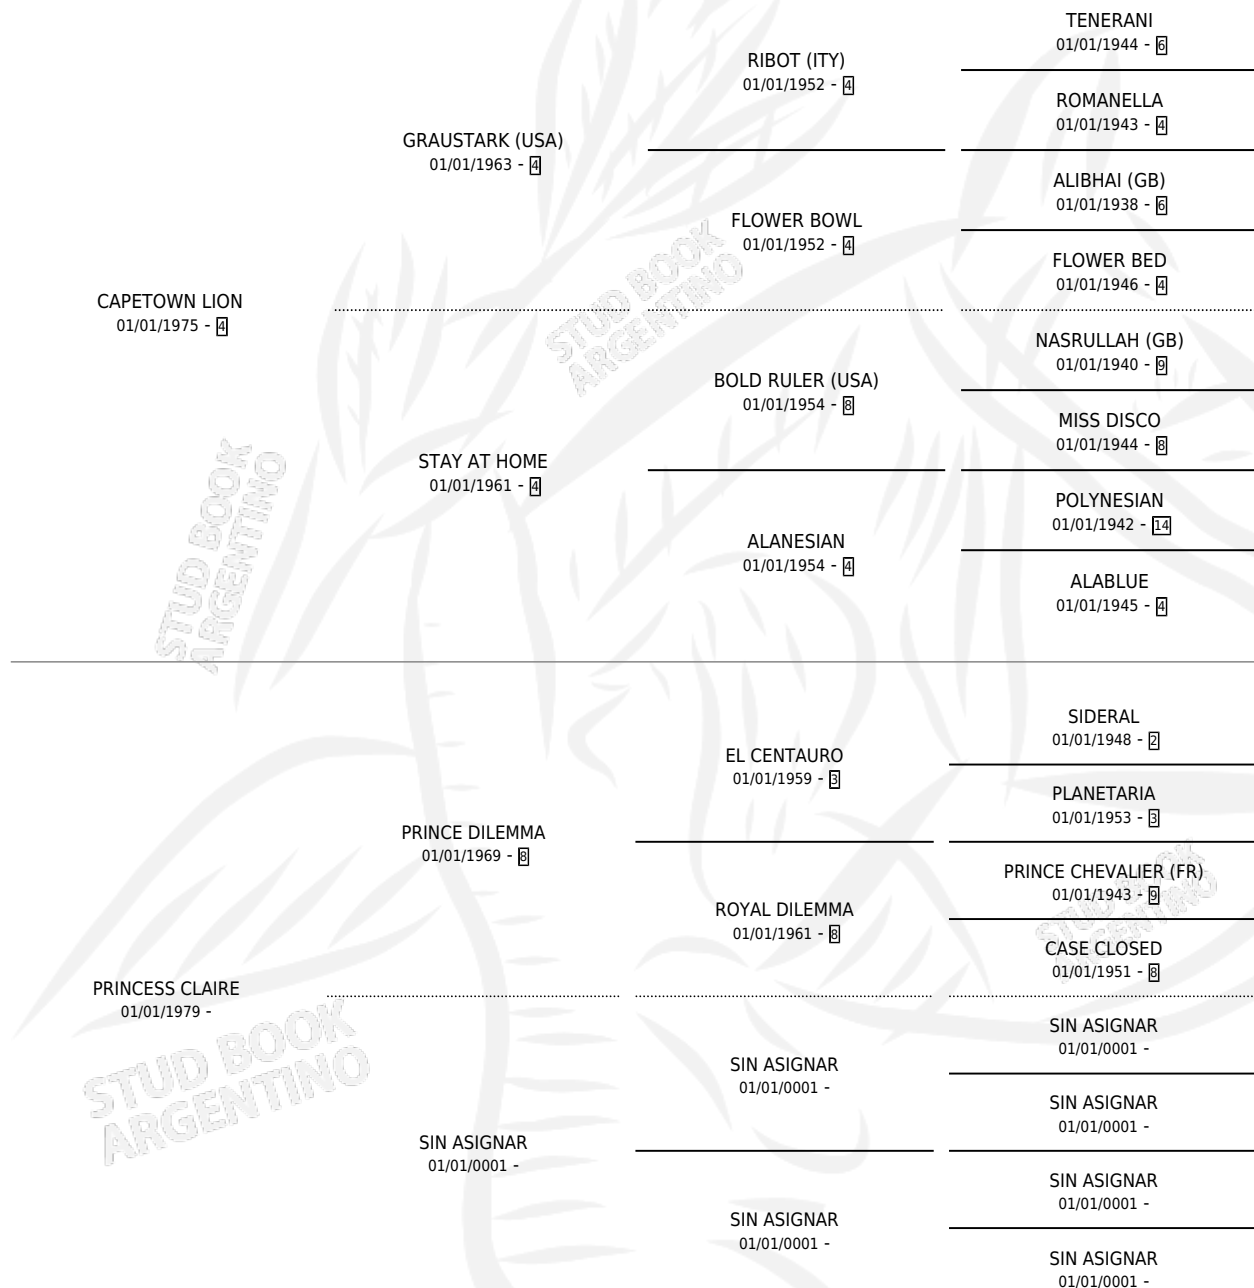 TENERANI
01/01/1944 - 6
RIBOT (ITY)
01/01/1952 - 4
ROMANELLA
01/01/1943 - 4
GRAUSTARK (USA)
01/01/1963 - 4
ALIBHAI (GB)
01/01/1938 - 6
FLOWER BOWL
01/01/1952 - 4
FLOWER BED
01/01/1946 - 4
CAPETOWN LION
01/01/1975 - 4
NASRULLAH (GB)
01/01/1940 - 9
BOLD RULER (USA)
01/01/1954 - 8
MISS DISCO
01/01/1944 - 8
STAY AT HOME
01/01/1961 - 4
POLYNESIAN
01/01/1942 - 14
ALANESIAN
01/01/1954 - 4
ALABLUE
01/01/1945 - 4
SIDERAL
01/01/1948 - 2
EL CENTAURO
01/01/1959 - 3
PLANETARIA
01/01/1953 - 3
PRINCE DILEMMA
01/01/1969 - 8
PRINCE CHEVALIER (FR)
01/01/1943 - 9
ROYAL DILEMMA
01/01/1961 - 8
CASE CLOSED
01/01/1951 - 8
PRINCESS CLAIRE
01/01/1979 -
SIN ASIGNAR
01/01/0001 -
SIN ASIGNAR
01/01/0001 -
SIN ASIGNAR
01/01/0001 -
SIN ASIGNAR
01/01/0001 -
SIN ASIGNAR
01/01/0001 -
SIN ASIGNAR
01/01/0001 -
SIN ASIGNAR
01/01/0001 -
STUD BOOK
ARGENTINO
STUD BOOK
ARGENTINO
STUD BOOK
ARGENTINO
STUD BOOK
ARGENTINO